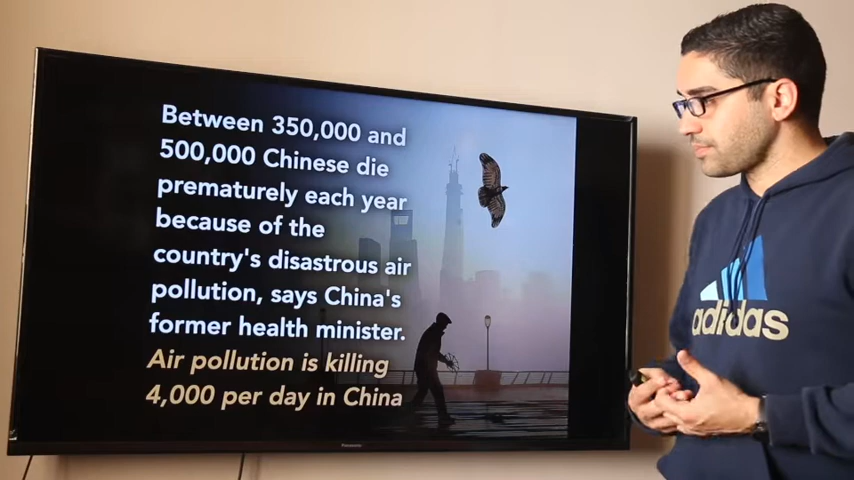 Between 350,000 and
500,000 Chinese die
prematurely each year
because of the
country's disastrous air
pollution, says China's
former health minister.
Air pollution is killing
4,000 per day in China
Panasonic
adidas